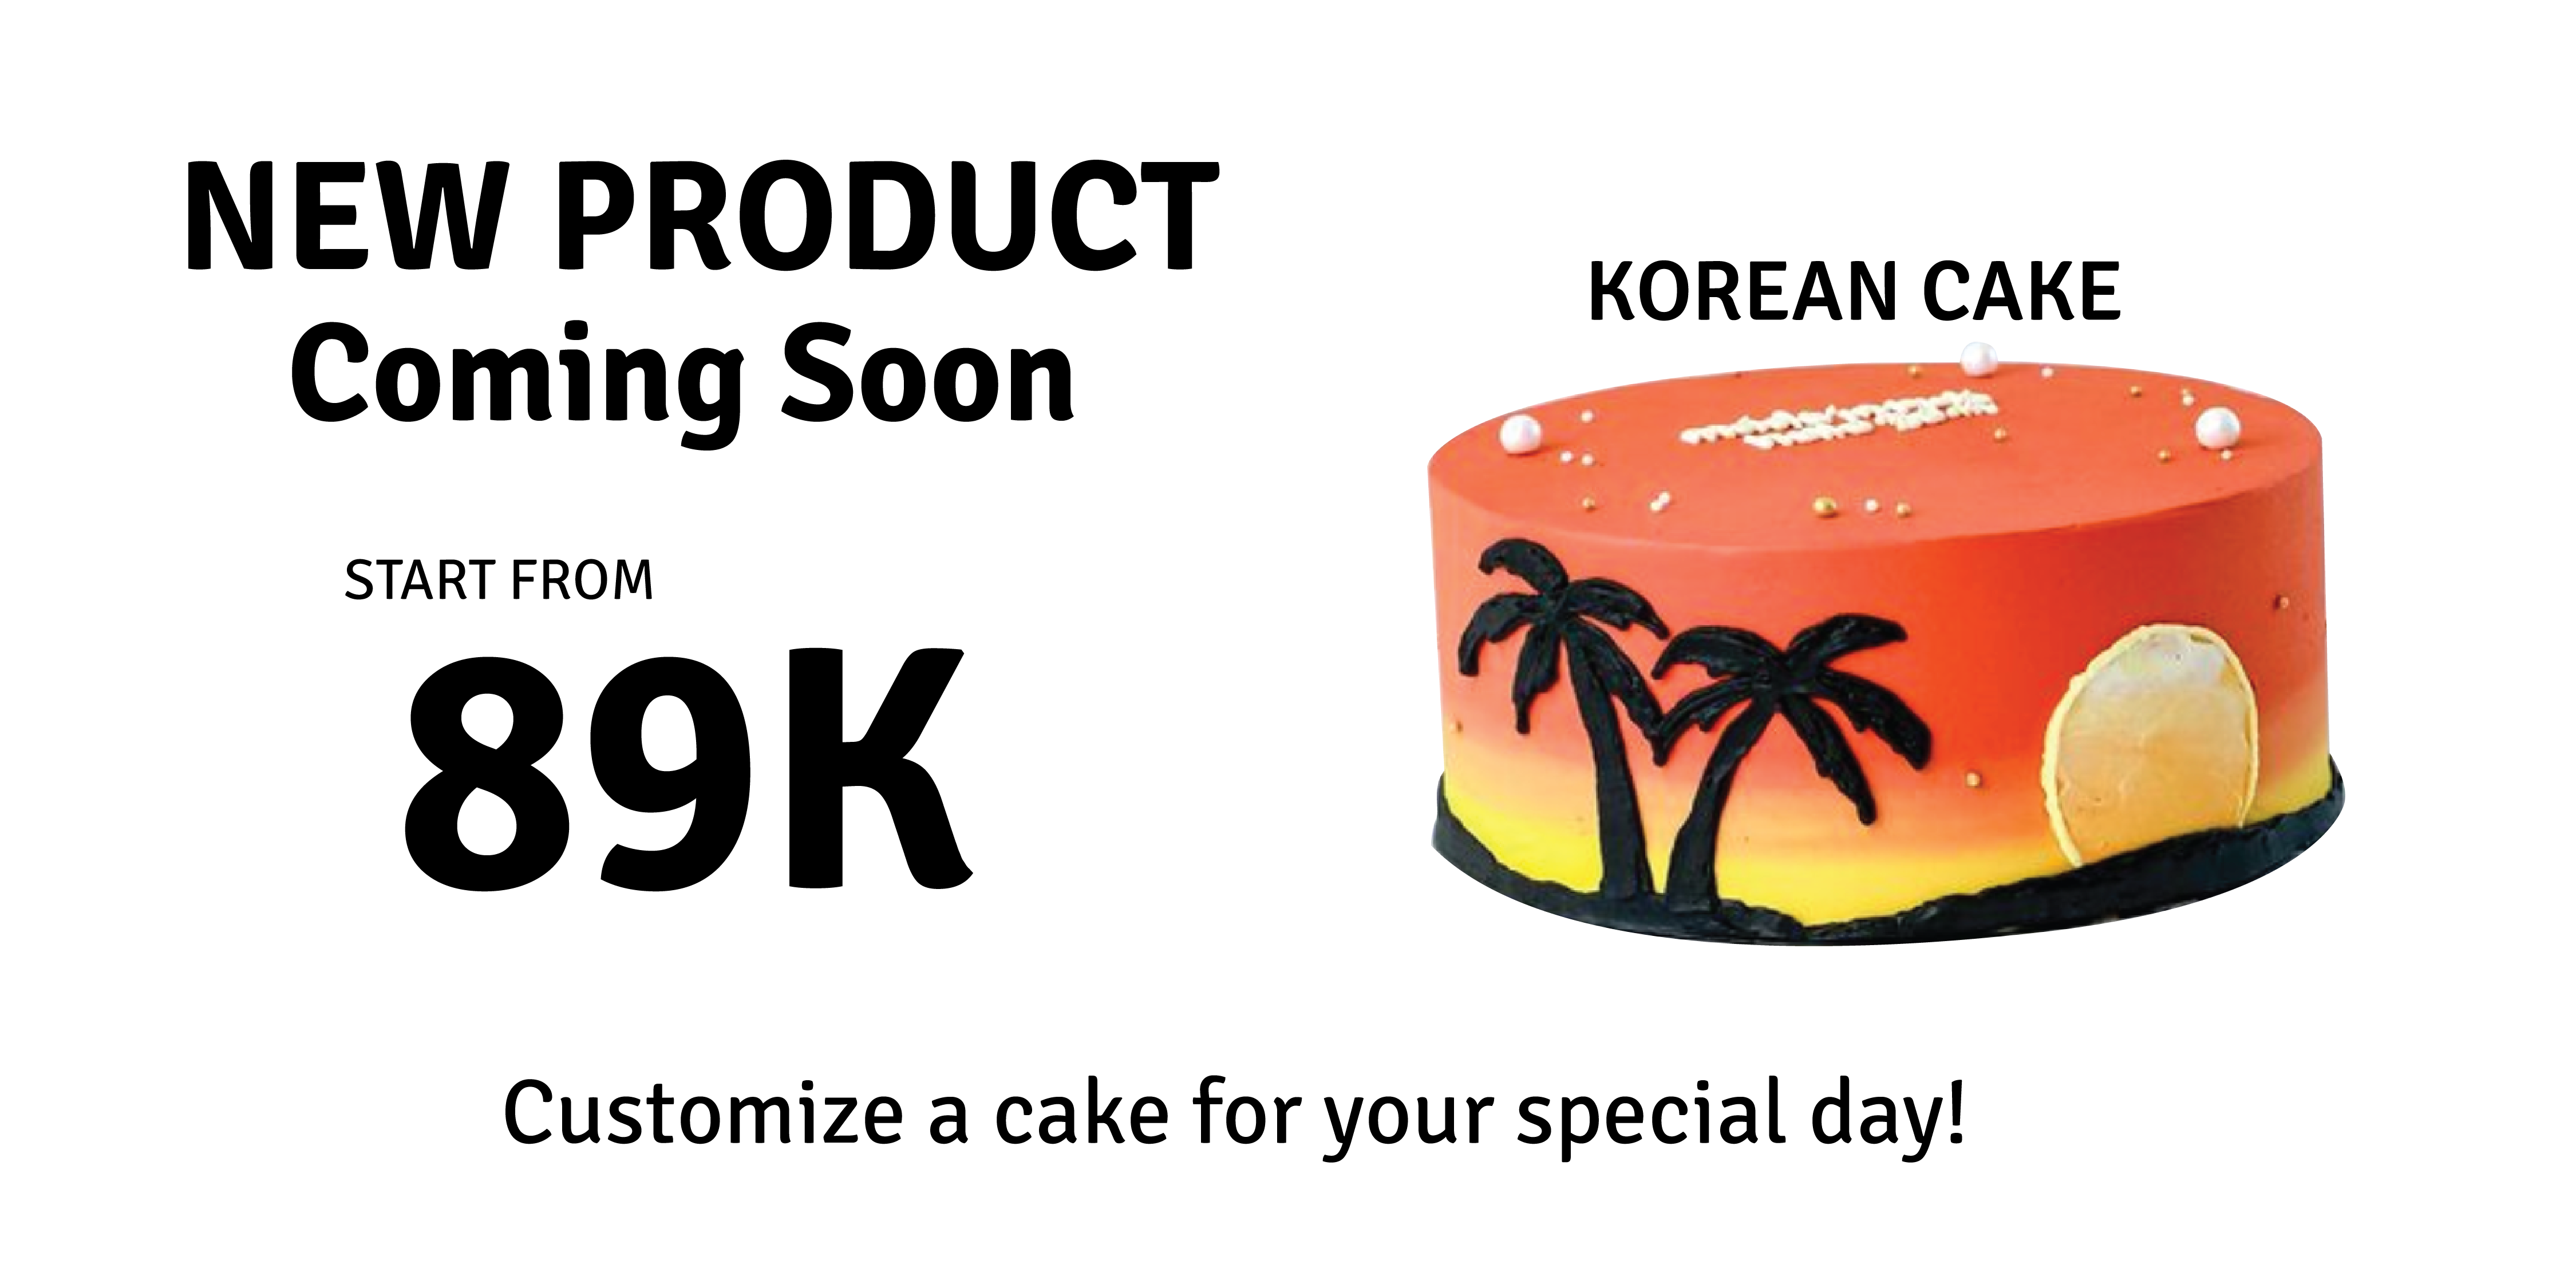 NEW PRODUCT
Coming Soon
START FROM
89K
KOREAN CAKE
Customize a cake for your special day!